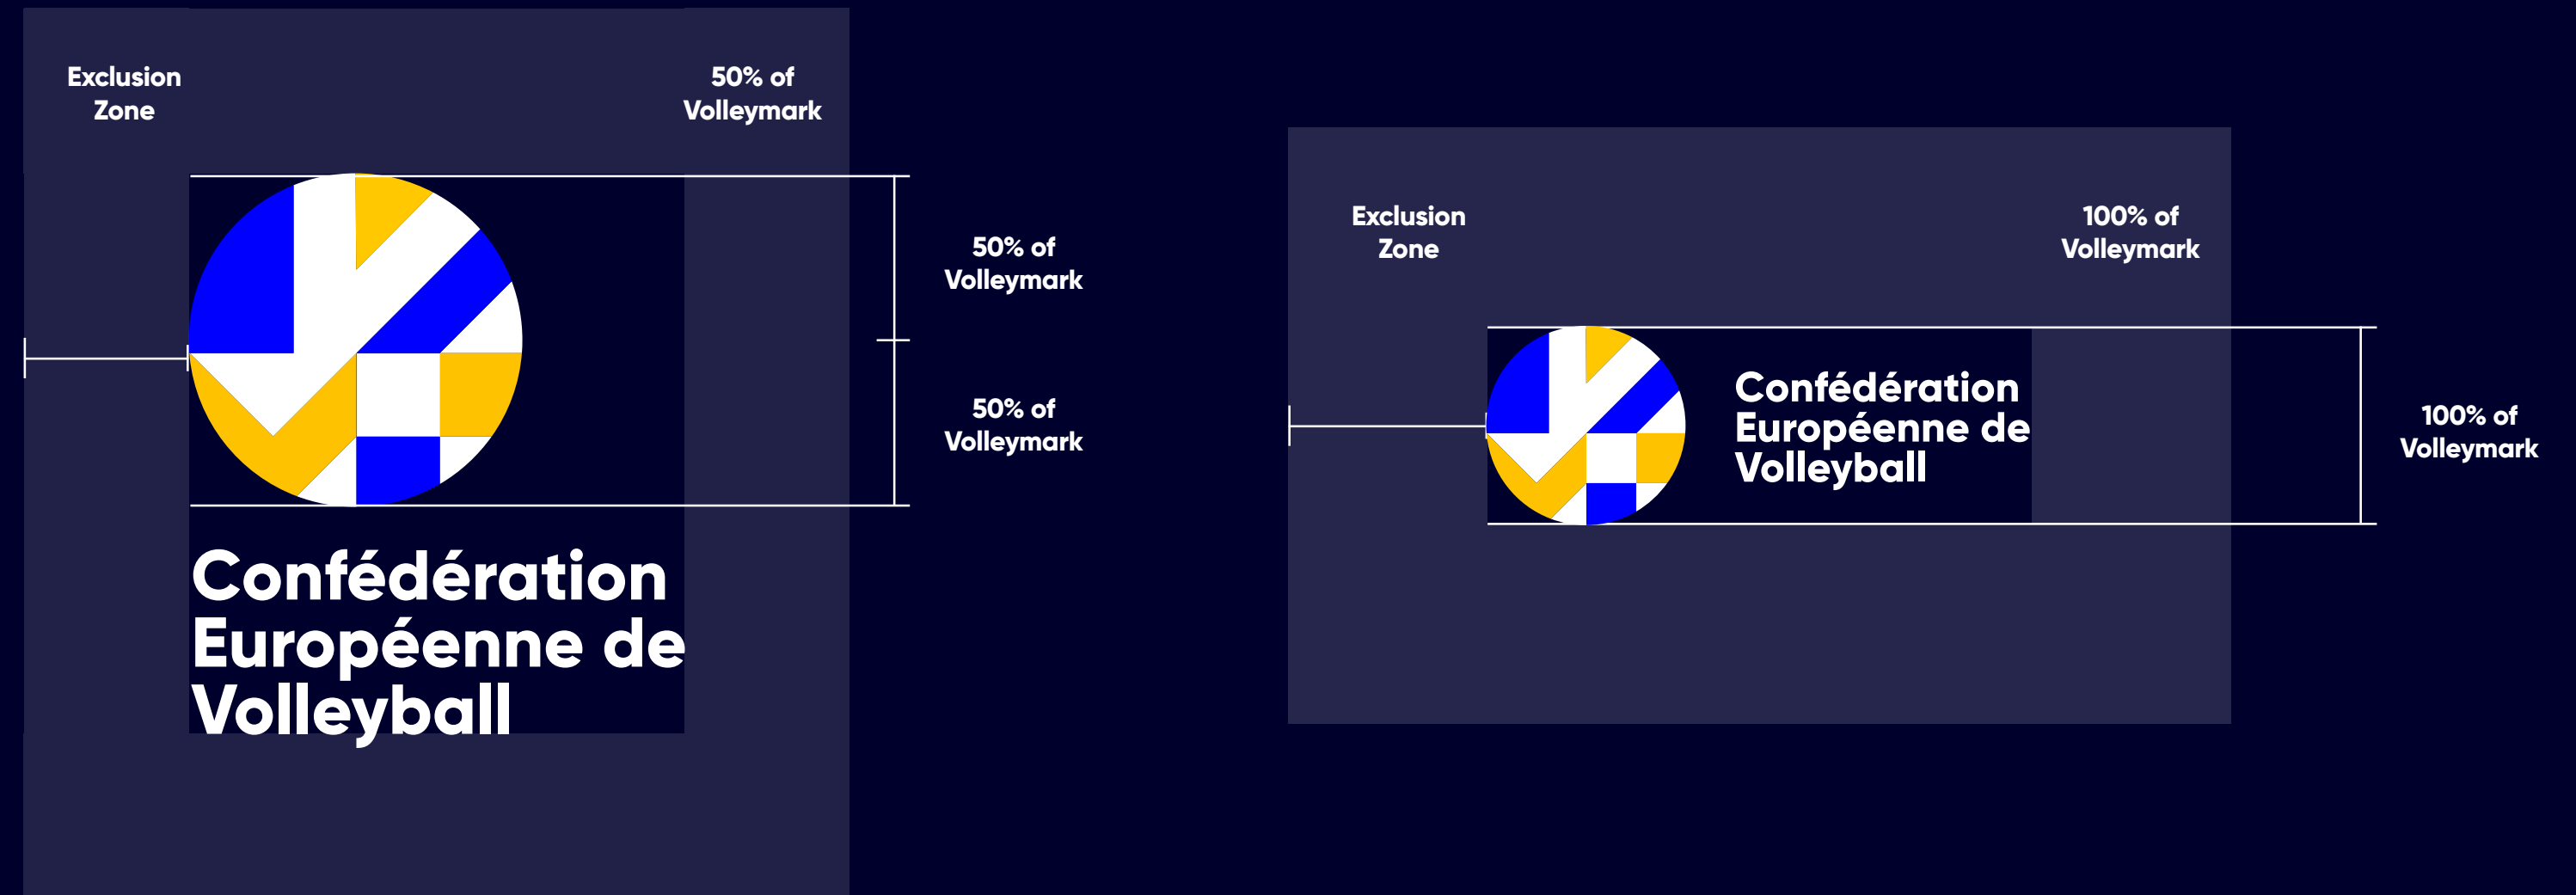 Exclusion
Zone
50% of
Volleymark
50% of
Volleymark
50% of
Volleymark
Confédération
Européenne de
Volleyball
Exclusion
Zone
100% of
Volleymark
Confédération
Européenne de
Volleyball
100% of
Volleymark